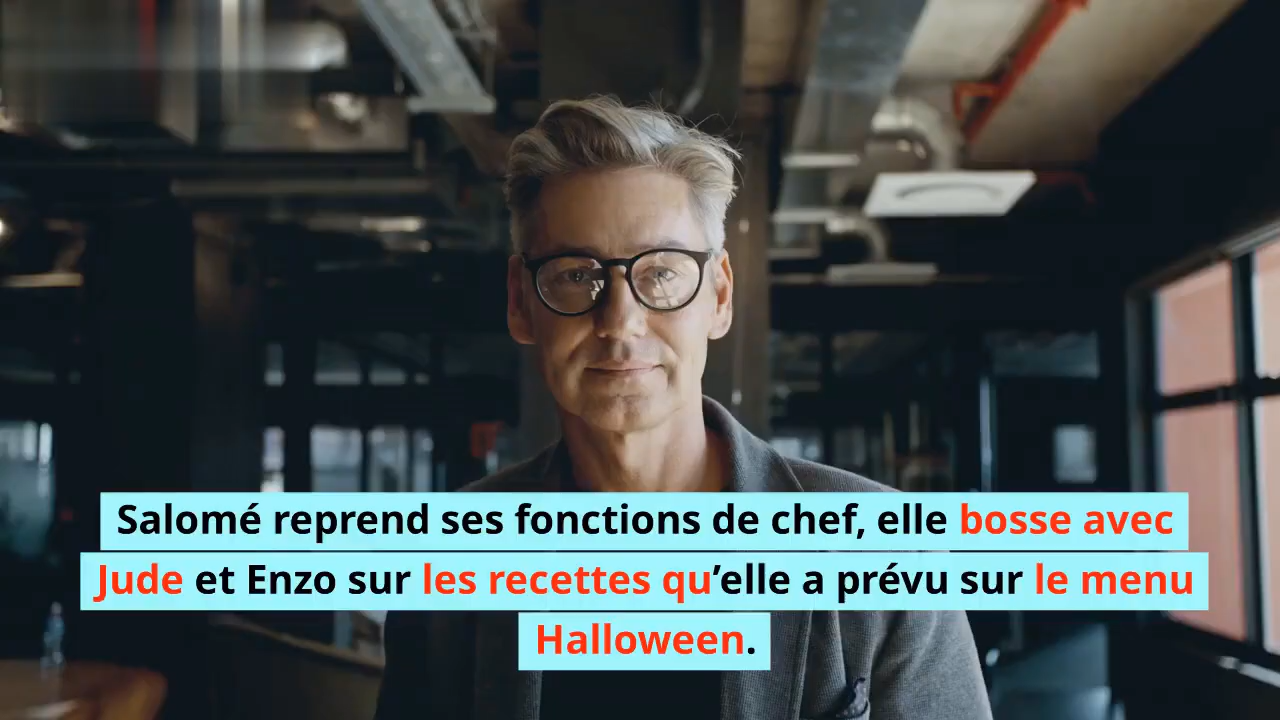 Salomé reprend ses fonctions de chef, elle bosse avec
Jude et Enzo sur les recettes qu’elle a prévu sur le menu
Halloween.